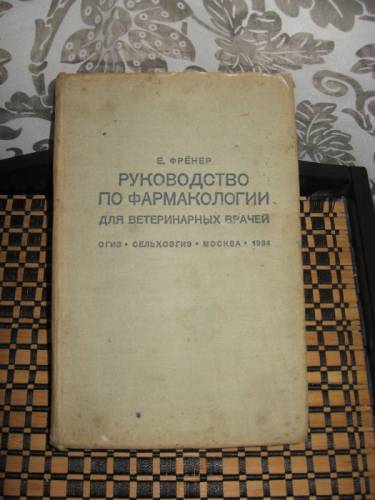 Е. ФРЁНЕР
РУКОВОДСТВО
ПО ФАРМАКОЛОГИИ
ДЛЯ ВЕТЕРИНАРНЫХ ВРАЧЕЙ
ОГИЗ • СЕЛЬХОЗГИЗ • МОСКВА • 1934